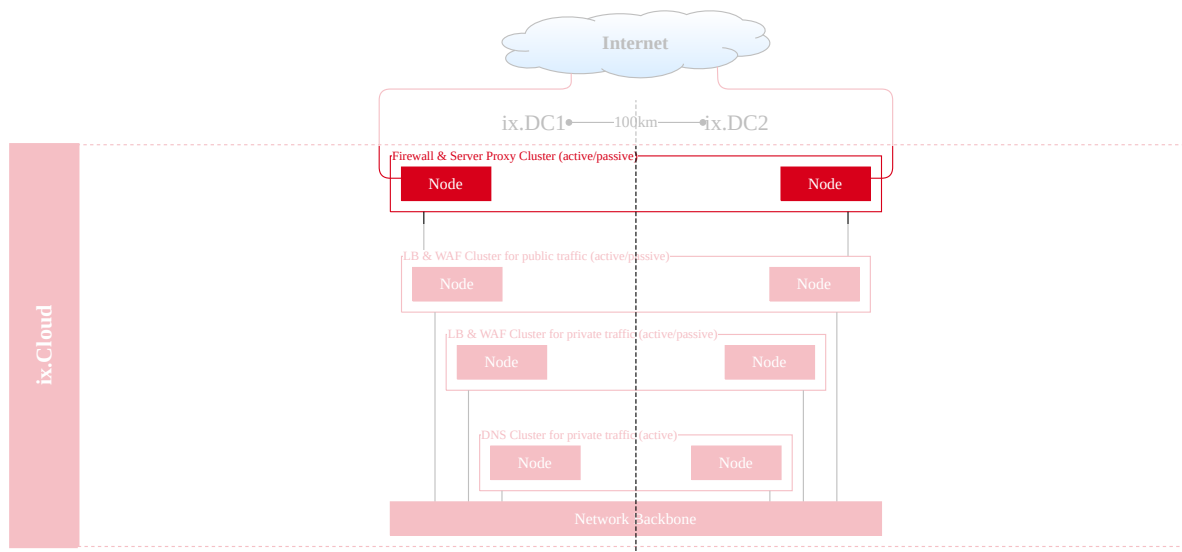 Internet
ix.DC1
100km
ix.DC2
Firewall & Server Proxy Cluster (active/passive)
Node
Node
LB & WAF Cluster for public traffic (active/passive)
Node
Node
LB & WAF Cluster for private traffic (active/passive)
Node
Node
DNS Cluster for private traffic (active)
Node
Node
Network Backbone
ix.Cloud